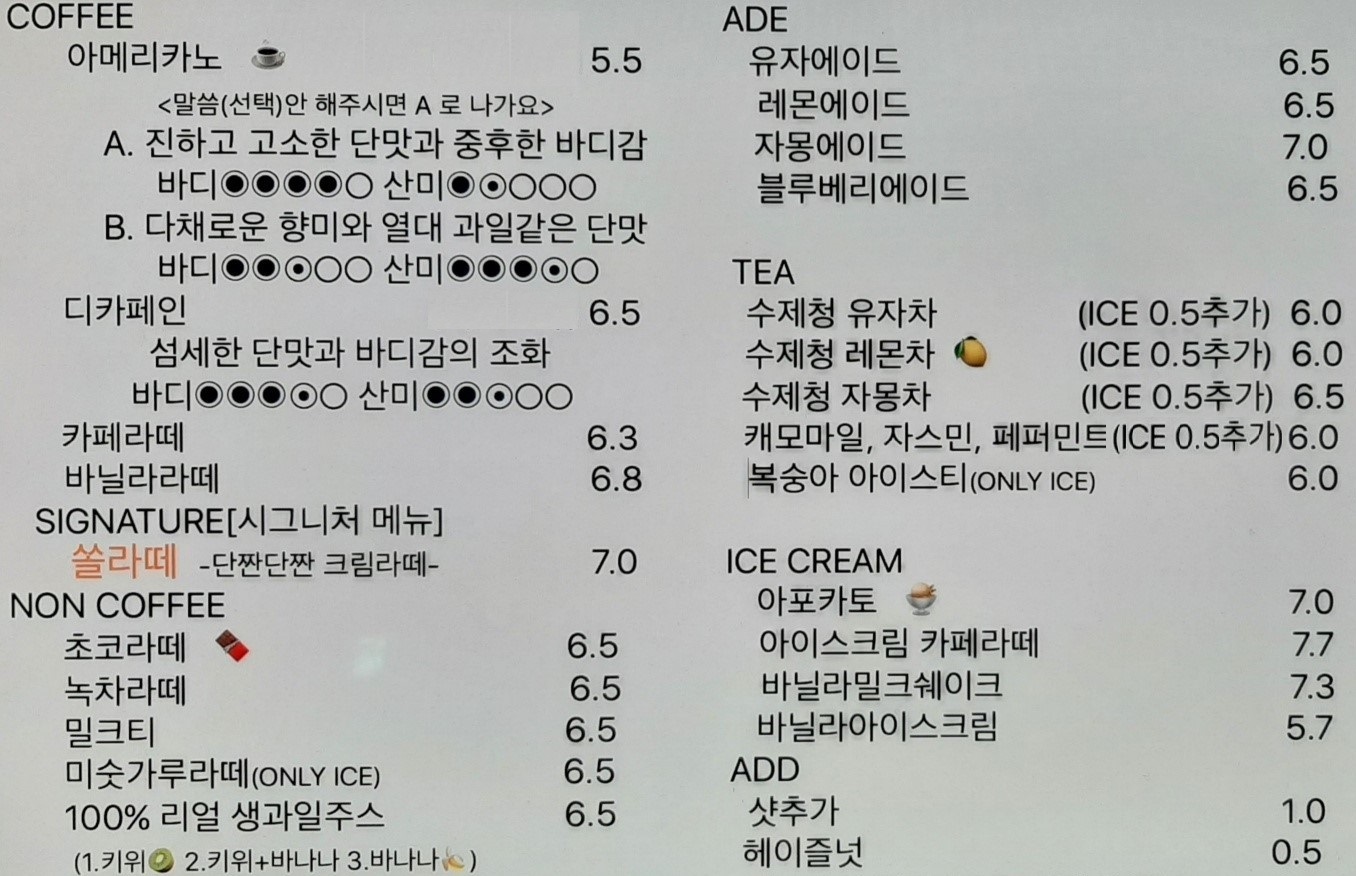 COFFEE
아메리카노 ☕ 5.5
<말씀(선택)안 해주시면 A 로 나가요>
A. 진하고 고소한 단맛과 중후한 바디감
바디◉◉◉◉○ 산미◉☉○○○
B. 다채로운 향미와 열대 과일같은 단맛
바디◉◉☉○○ 산미◉◉◉☉○
디카페인 6.5
섬세한 단맛과 바디감의 조화
바디◉◉◉☉○ 산미◉◉☉○○
카페라떼 6.3
바닐라라떼 6.8
SIGNATURE[시그니처 메뉴]
쏠라떼 -단짠단짠 크림라떼- 7.0
NON COFFEE
초코라떼 🍫 6.5
녹차라떼 6.5
밀크티 6.5
미숫가루라떼(ONLY ICE) 6.5
100% 리얼 생과일주스 6.5
(1.키위🥝 2.키위+바나나 3.바나나🍌)
ADE
유자에이드 6.5
레몬에이드 6.5
자몽에이드 7.0
블루베리에이드 6.5
TEA
수제청 유자차 (ICE 0.5추가) 6.0
수제청 레몬차 🍋 (ICE 0.5추가) 6.0
수제청 자몽차 (ICE 0.5추가) 6.5
캐모마일, 자스민, 페퍼민트(ICE 0.5추가) 6.0
복숭아 아이스티(ONLY ICE) 6.0
ICE CREAM
아포카토 🍨 7.0
아이스크림 카페라떼 7.7
바닐라밀크쉐이크 7.3
바닐라아이스크림 5.7
ADD
샷추가 1.0
헤이즐넛 0.5